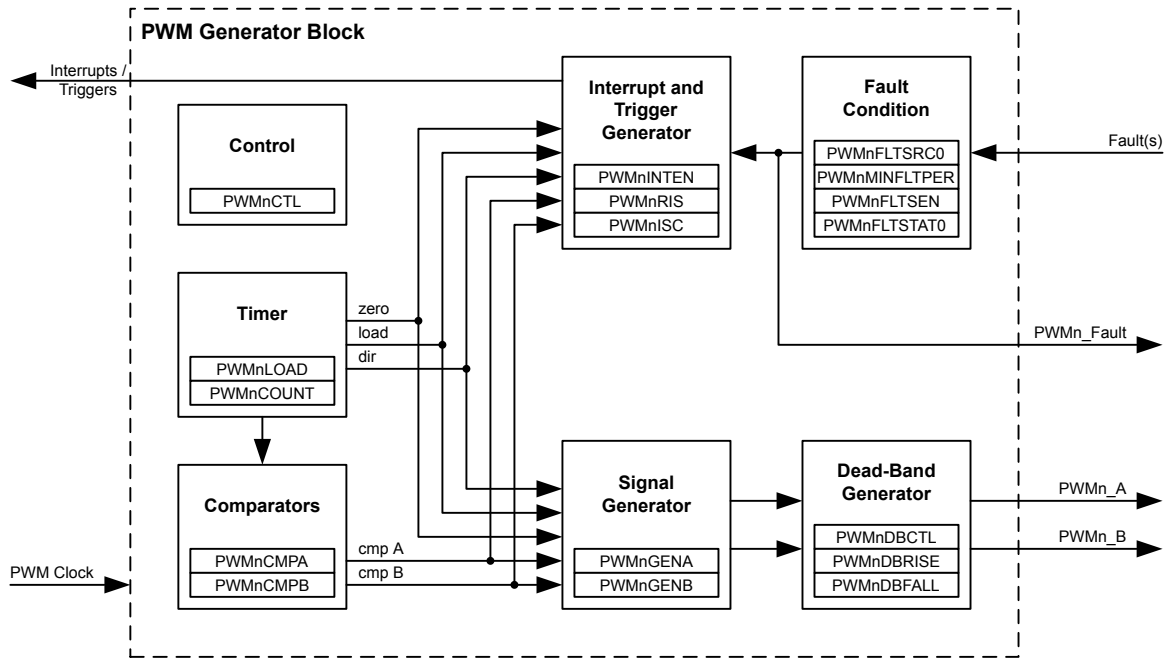 PWM Generator Block
Interrupts /
Triggers
Control
PWMnCTL
Interrupt and
Trigger
Generator
PWMnINTEN
PWMnRIS
PWMnISC
Fault
Condition
PWMnFLTSRC0
PWMnMINFLTPER
PWMnFLTSEN
PWMnFLTSTAT0
Fault(s)
Timer
PWMnLOAD
PWMnCOUNT
zero
load
dir
PWMn_Fault
Comparators
PWMnCMPA
PWMnCMPB
cmp A
cmp B
Signal
Generator
PWMnGENA
PWMnGENB
Dead-Band
Generator
PWMnDBCTL
PWMnDBRISE
PWMnDBFALL
PWMn_A
PWMn_B
PWM Clock